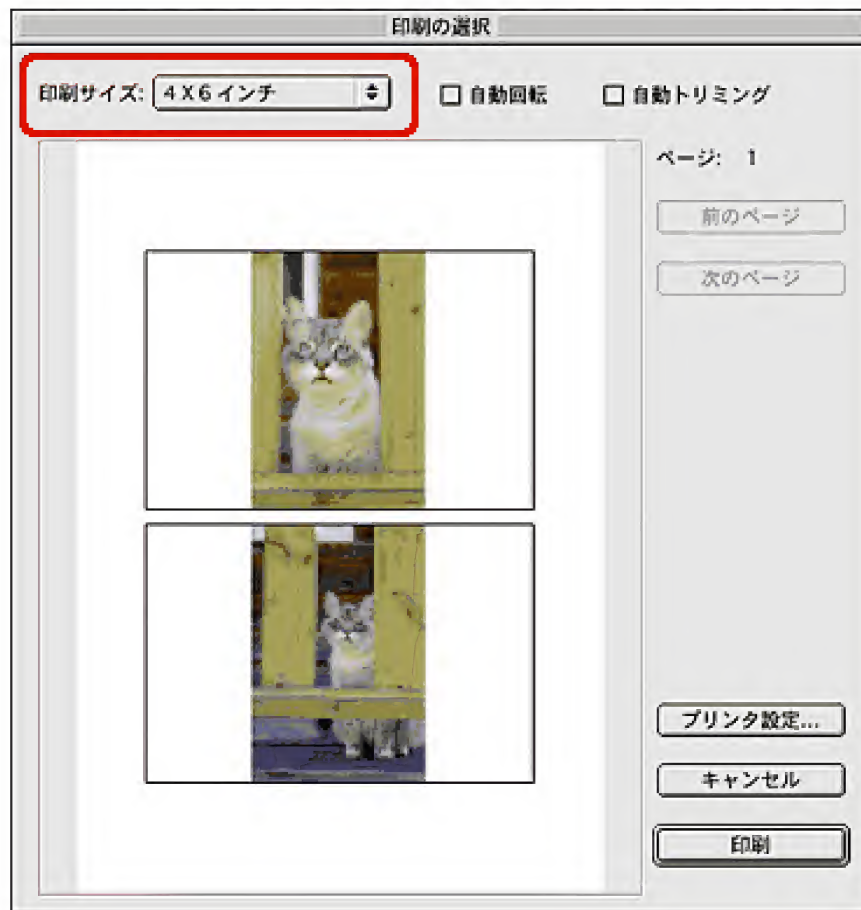 印刷の選択
印刷サイズ: 4X6インチ 自動回転 自動トリミング
ページ: 1
前のページ
次のページ
プリンタ設定...
キャンセル
印刷